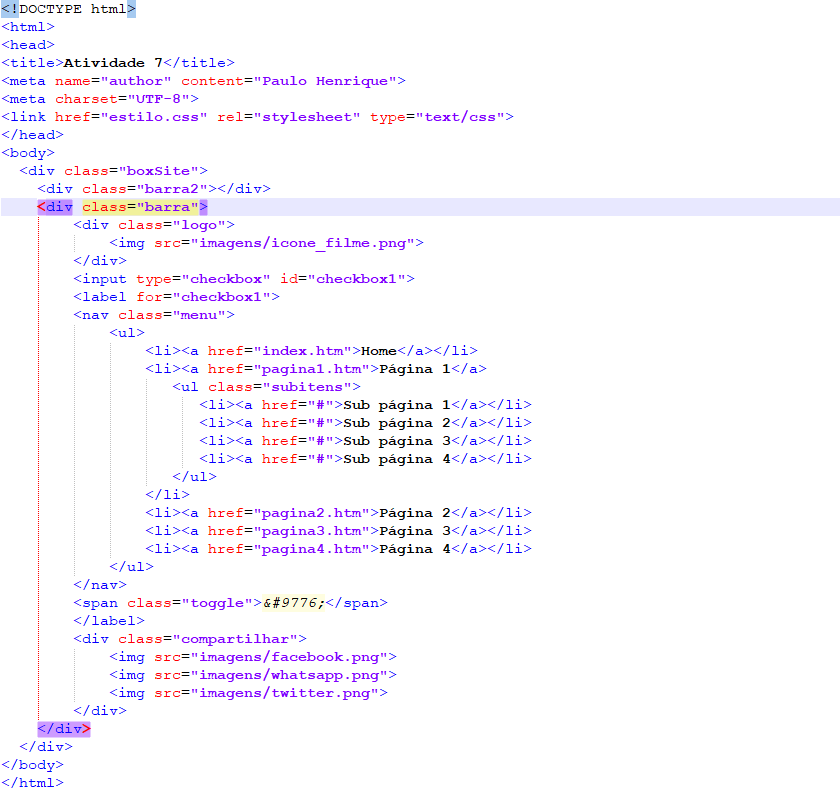 <!DOCTYPE html>
<html>
<head>
<title>Atividade 7</title>
<meta name="author" content="Paulo Henrique">
<meta charset="UTF-8">
<link href="estilo.css" rel="stylesheet" type="text/css">
</head>
<body>
<div class="boxSite">
<div class="barra2"></div>
<div class="barra">
<div class="logo">
<img src="imagens/icone_filme.png">
</div>
<input type="checkbox" id="checkbox1">
<label for="checkbox1">
<nav class="menu">
<ul>
<li><a href="index.htm">Home</a></li>
<li><a href="pagina1.htm">Página 1</a>
<ul class="subitens">
<li><a href="#">Sub página 1</a></li>
<li><a href="#">Sub página 2</a></li>
<li><a href="#">Sub página 3</a></li>
<li><a href="#">Sub página 4</a></li>
</ul>
</li>
<li><a href="pagina2.htm">Página 2</a></li>
<li><a href="pagina3.htm">Página 3</a></li>
<li><a href="pagina4.htm">Página 4</a></li>
</ul>
</nav>
<span class="toggle">&#9776;</span>
</label>
<div class="compartilhar">
<img src="imagens/facebook.png">
<img src="imagens/whatsapp.png">
<img src="imagens/twitter.png">
</div>
</div>
</div>
</body>
</html>